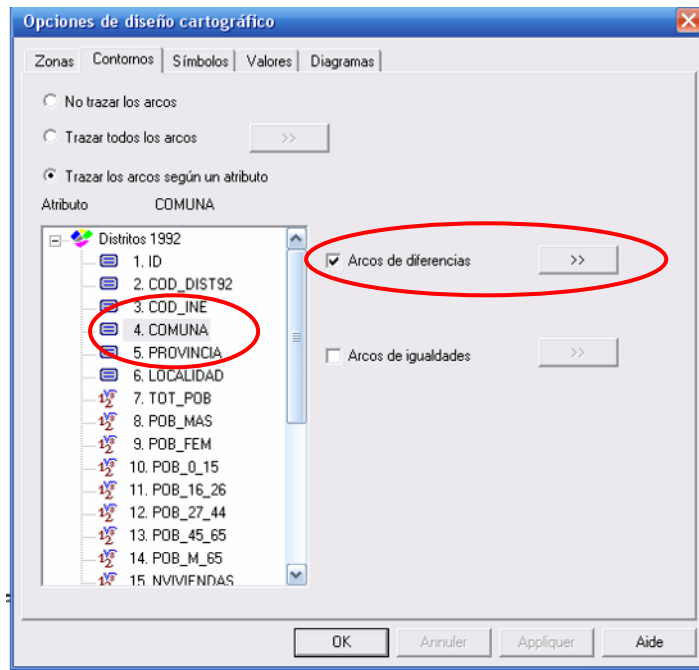 Opciones de diseño cartográfico
Zonas Contornos Símbolos Valores Diagramas
No trazar los arcos
Trazar todos los arcos >>
Trazar los arcos según un atributo
Atributo COMUNA
Distritos 1992
1. ID
Arcos de diferencias >>
2. COD_DIST92
3. COD_INE
4. COMUNA
5. PROVINCIA
Arcos de igualdades >>
6. LOCALIDAD
7. TOT_POB
8. POB_MAS
9. POB_FEM
10. POB_0_15
11. POB_16_26
12. POB_27_44
13. POB_45_65
14. POB_M_65
15. NVIVIENDAS
OK Annuler Appliquer Aide